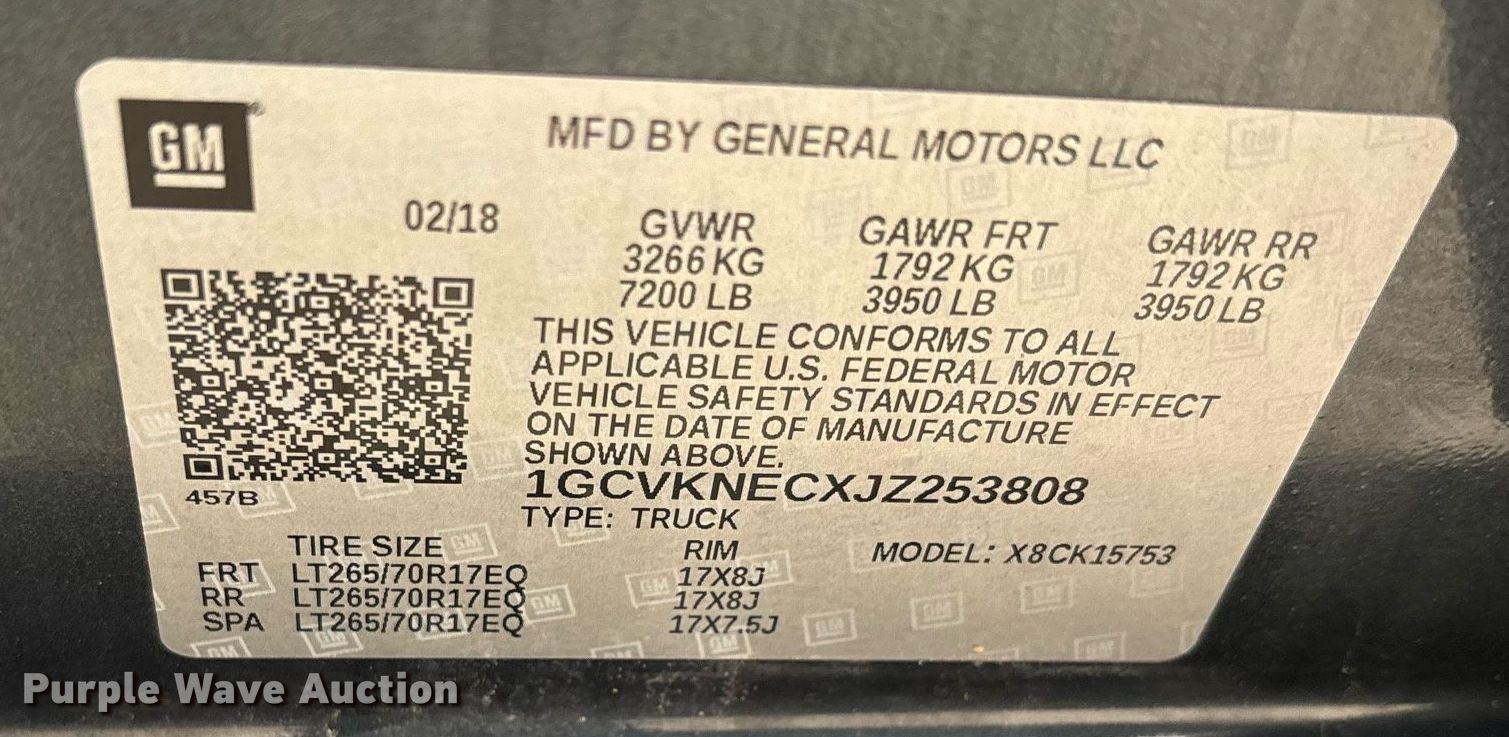 GM
MFD BY GENERAL MOTORS LLC
02/18
GVWR GAWR FRT GAWR RR
3266 KG 1792 KG 1792 KG
7200 LB 3950 LB 3950 LB
THIS VEHICLE CONFORMS TO ALL
APPLICABLE U.S. FEDERAL MOTOR
VEHICLE SAFETY STANDARDS IN EFFECT
ON THE DATE OF MANUFACTURE
SHOWN ABOVE.
457B
1GCVKNECXJZ253808
TYPE: TRUCK
TIRE SIZE RIM MODEL: X8CK15753
FRT LT265/70R17EQ 17X8J
RR LT265/70R17EQ 17X8J
SPA LT265/70R17EQ 17X7.5J
Purple Wave Auction